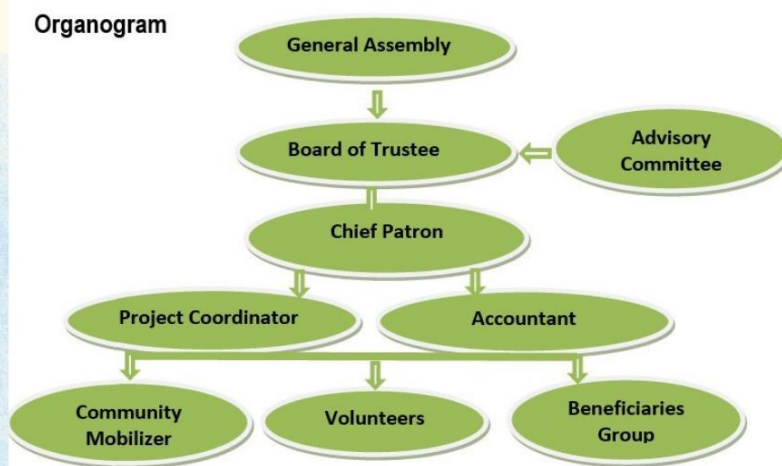 Organogram
General Assembly
Board of Trustee
Advisory
Committee
Chief Patron
Project Coordinator
Accountant
Community
Mobilizer
Volunteers
Beneficiaries
Group